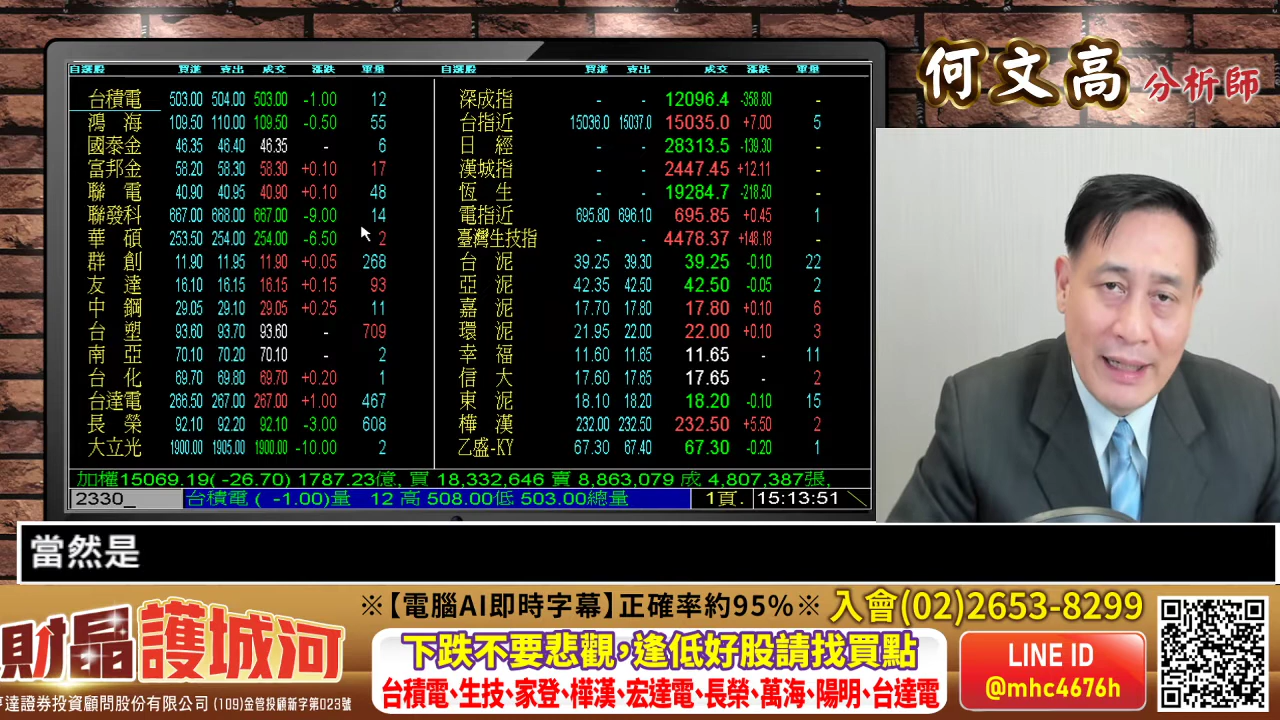 何文高 分析師
自選股 買進 賣出 成交 漲跌 單量 自選股 買進 賣出 成交 漲跌 單量
台積電 503.00 504.00 503.00 -1.00 12 深成指 - - 12096.4 -358.80 -
鴻海 109.50 110.00 109.50 -0.50 55 台指近 15036.0 15037.0 15035.0 +7.00 5
國泰金 46.35 46.40 46.35 - 6 日經 - - 28313.5 -139.30 -
富邦金 58.20 58.30 58.30 +0.10 17 漢城指 - - 2447.45 +12.11 -
聯電 40.90 40.95 40.90 +0.10 48 恆生 - - 19284.7 -218.50 -
聯發科 667.00 668.00 667.00 -9.00 14 電指近 695.80 696.10 695.85 +0.45 1
華碩 253.50 254.00 254.00 -6.50 2 臺灣生技指 - - 4478.37 +148.18 -
群創 11.90 11.95 11.90 +0.05 268 台泥 39.25 39.30 39.25 -0.10 22
友達 16.10 16.15 16.15 +0.15 93 亞泥 42.35 42.50 42.50 -0.05 2
中鋼 29.05 29.10 29.05 +0.25 11 嘉泥 17.70 17.80 17.80 +0.10 6
台塑 93.60 93.70 93.60 - 709 環泥 21.95 22.00 22.00 +0.10 3
南亞 70.10 70.20 70.10 - 2 幸福 11.60 11.65 11.65 - 11
台化 69.70 69.80 69.70 +0.20 1 信大 17.60 17.65 17.65 - 2
台達電 266.50 267.00 267.00 +1.00 467 東泥 18.10 18.20 18.20 -0.10 15
長榮 92.10 92.20 92.10 -3.00 608 樺漢 232.00 232.50 232.50 +5.50 2
大立光 1900.00 1905.00 1900.00 -10.00 2 乙盛-KY 67.30 67.40 67.30 -0.20 1
加權15069.19( -26.70) 1787.23億, 買 18,332,646 賣 8,863,079 成 4,807,387張,
2330_ 台積電 ( -1.00)量 12 高 508.00低 503.00總量 1頁. 15:13:51
當然是
※【電腦AI即時字幕】正確率約95%※ 入會(02)2653-8299
財晶護城河
下跌不要悲觀,逢低好股請找買點
台積電、生技、家登、樺漢、宏達電、長榮、萬海、陽明、台達電
LINE ID
@mhc4676h
亨達證券投資顧問股份有限公司 (109)金管投顧新字第023號